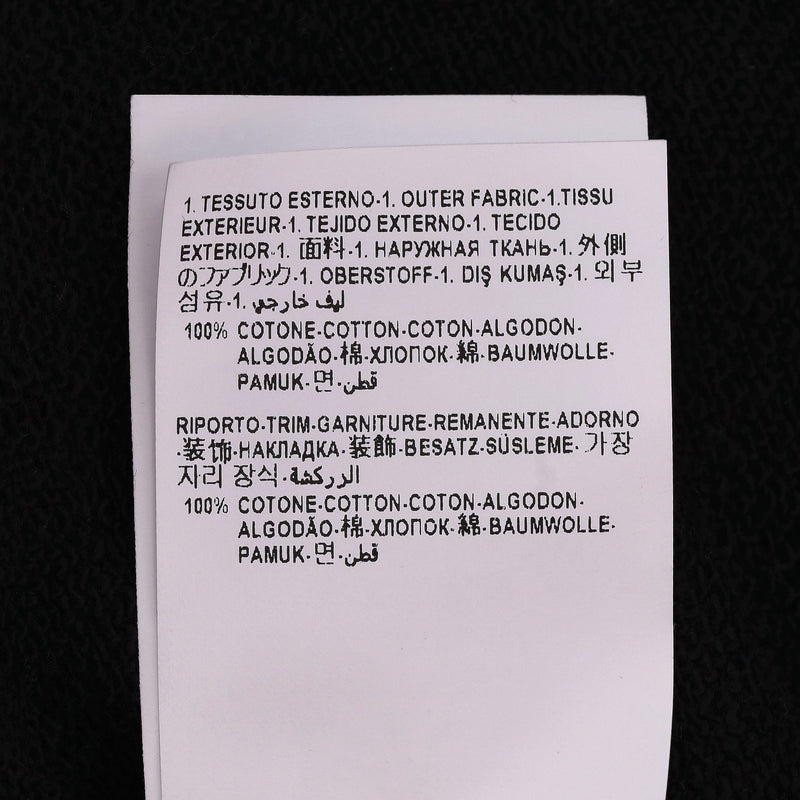 1. TESSUTO ESTERNO-1. OUTER FABRIC-1.TISSU
EXTERIEUR-1. TEJIDO EXTERNO-1. TECIDO
EXTERIOR-1. 面料-1. НАРУЖНАЯ ТКАНЬ-1. 外側
のファブリック-1. OBERSTOFF-1. DIŞ KUMAŞ-1. 외부
섬유-1. ليف خارجي
100% COTONE-COTTON-COTON-ALGODON-
ALGODÃO-棉-ХЛОПОК-綿-BAUMWOLLE-
PAMUK-면-قطن
RIPORTO-TRIM-GARNITURE-REMANENTE-ADORNO
-装饰-НАКЛАДКА-装飾-BESATZ-SÜSLEME- 가장
자리 장식-الزركشة
100% COTONE-COTTON-COTON-ALGODON-
ALGODÃO-棉-ХЛОПОК-綿-BAUMWOLLE-
PAMUK-면-قطن